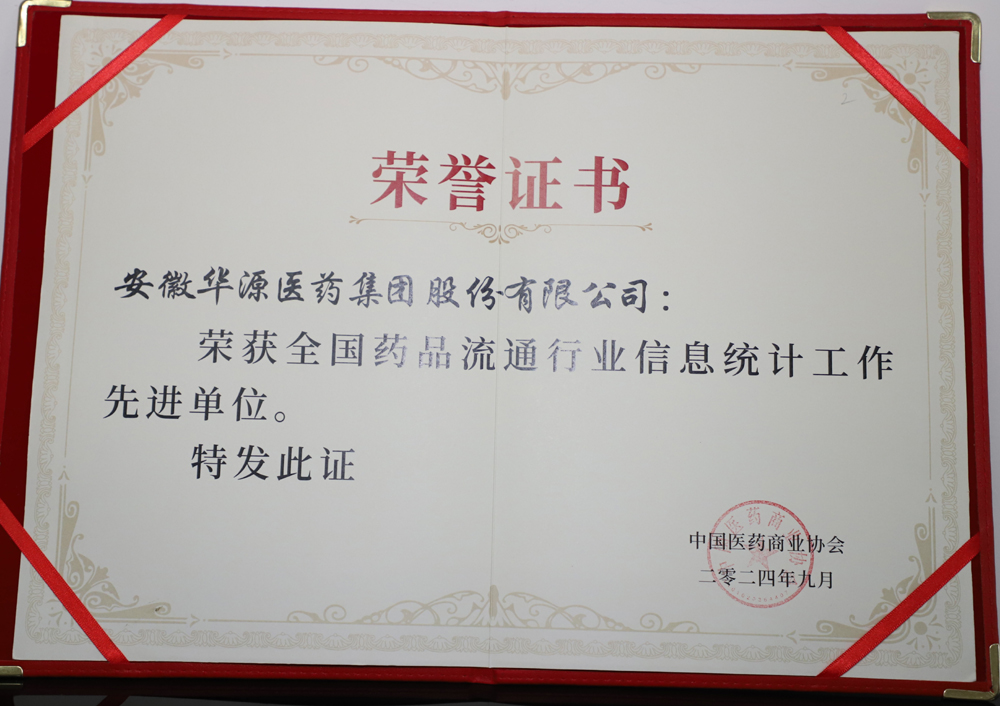 荣誉证书
安徽华源医药集团股份有限公司：
荣获全国药品流通行业信息统计工作
先进单位。
特发此证
中国医药商业协会
二零二四年九月